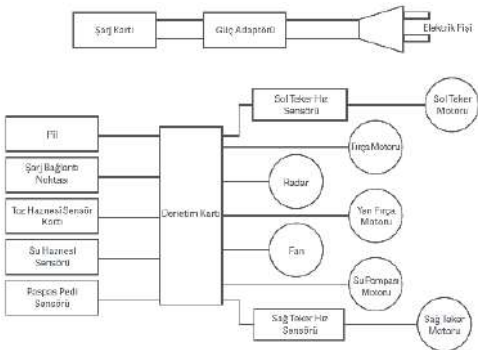 Şarj Kartı
Güç Adaptörü
Elektrik Fişi
Sol Teker Hız
Sensörü
Sol Teker
Motoru
Pil
Fırça Motoru
Şarj Bağlantı
Noktası
Radar
Toz Haznesi Sensör
Kartı
Denetim Kartı
Yan Fırça
Motoru
Su Haznesi
Sensörü
Fan
Paspas Pedi
Sensörü
Su Pompası
Motoru
Sağ Teker Hız
Sensörü
Sağ Teker
Motoru